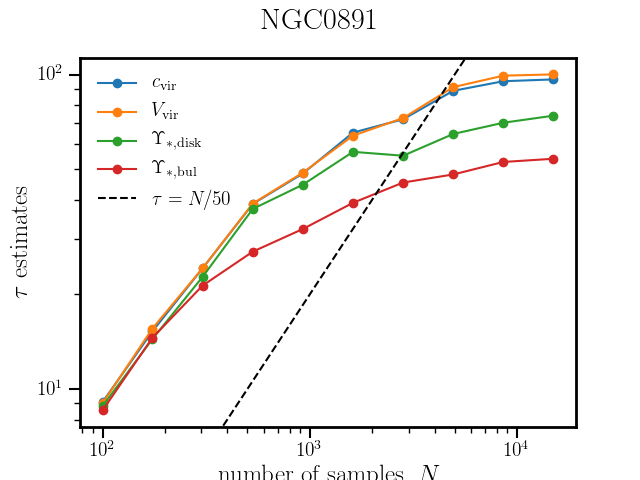 NGC0891
τ estimates
10²
10¹
c_vir
V_vir
Υ_*,disk
Υ_*,bul
τ = N/50
10² 10³ 10⁴
number of samples, N